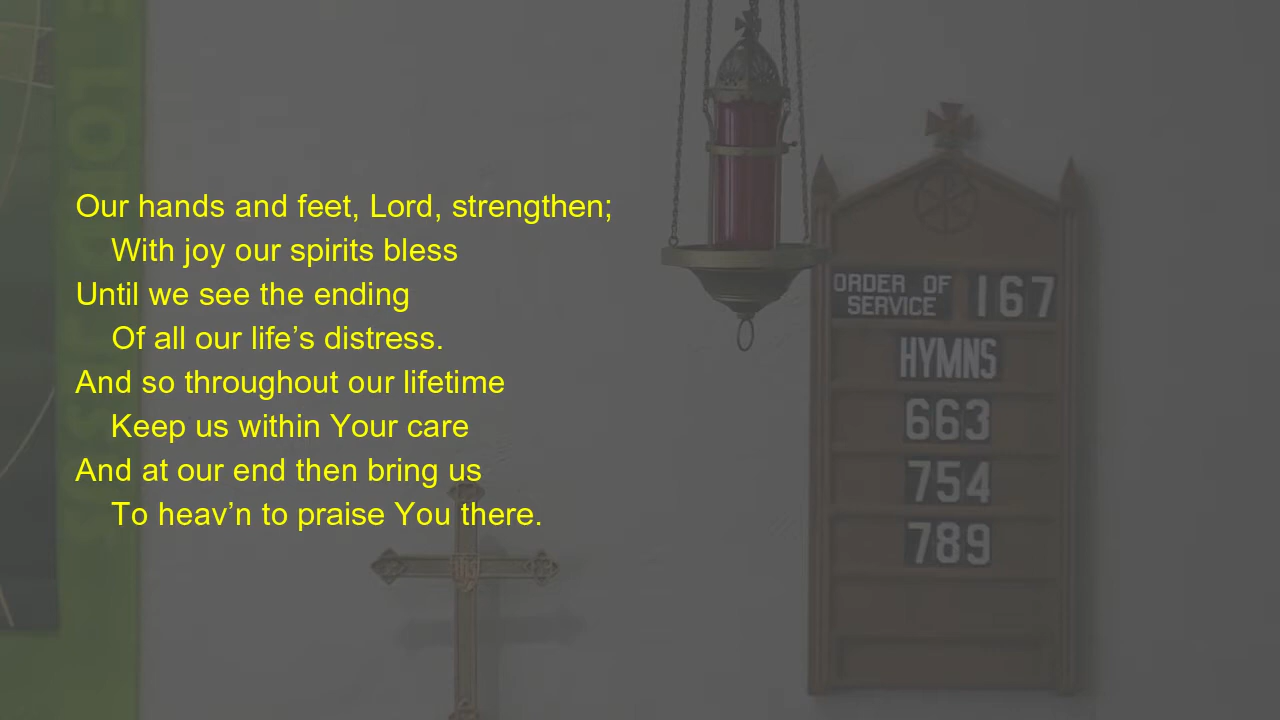 Our hands and feet, Lord, strengthen;
With joy our spirits bless
Until we see the ending
Of all our life’s distress.
And so throughout our lifetime
Keep us within Your care
And at our end then bring us
To heav’n to praise You there.
ORDER OF
SERVICE 167
HYMNS
663
754
789